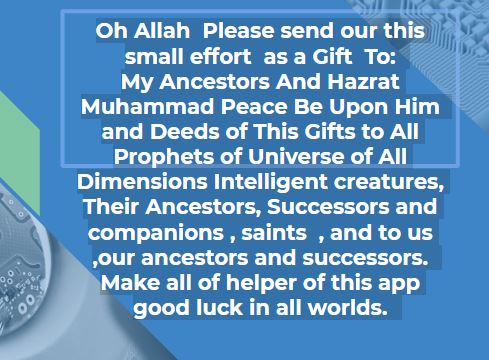 Oh Allah  Please send our this
small effort  as a Gift  To:
My Ancestors And Hazrat
Muhammad Peace Be Upon Him
and Deeds of This Gifts to All
Prophets of Universe of All
Dimensions Intelligent creatures,
Their Ancestors, Successors and
companions , saints  , and to us
,our ancestors and successors.
Make all of helper of this app
good luck in all worlds.